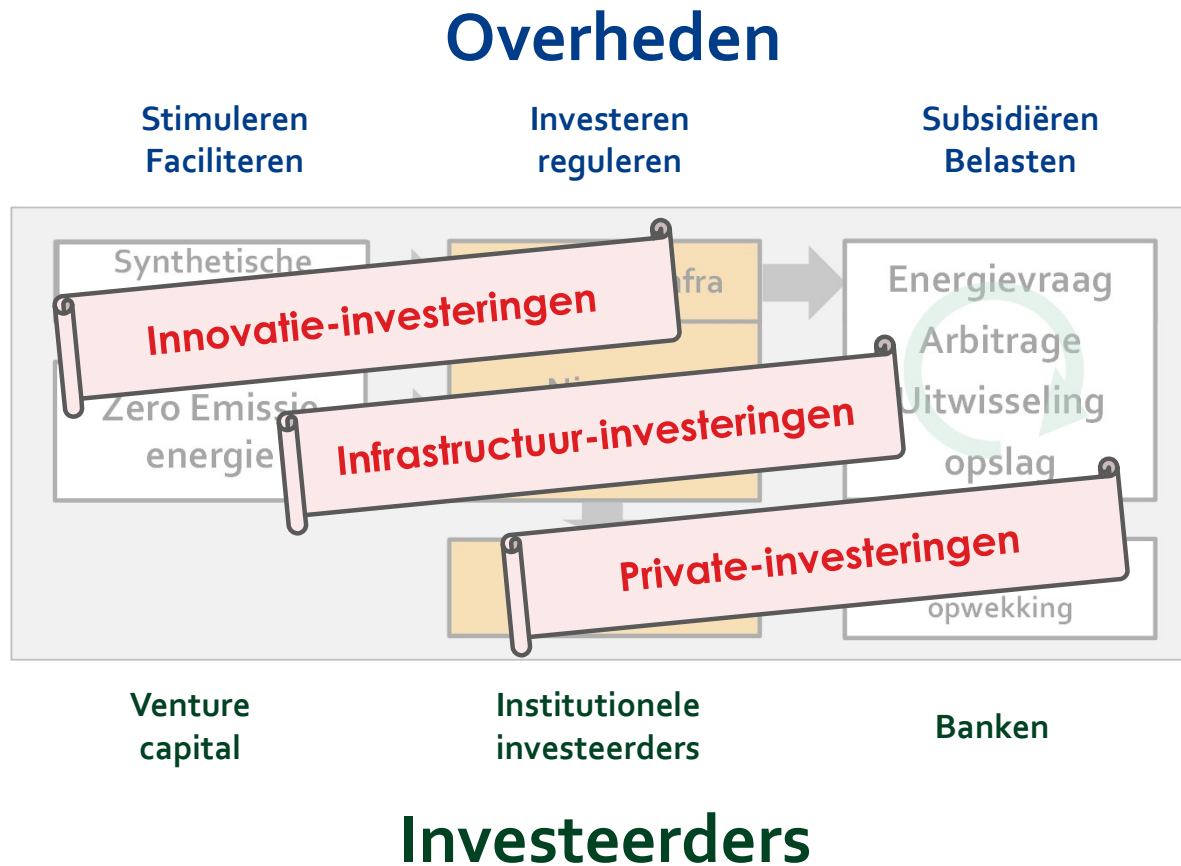 Overheden
Stimuleren
Faciliteren
Investeren
reguleren
Subsidiëren
Belasten
Synthetische
Innovatie-investeringen
Energievraag
Arbitrage
Uitwisseling
opslag
Zero Emissie
energie
Infrastructuur-investeringen
Private-investeringen
opwekking
Venture
capital
Institutionele
investeerders
Banken
Investeerders